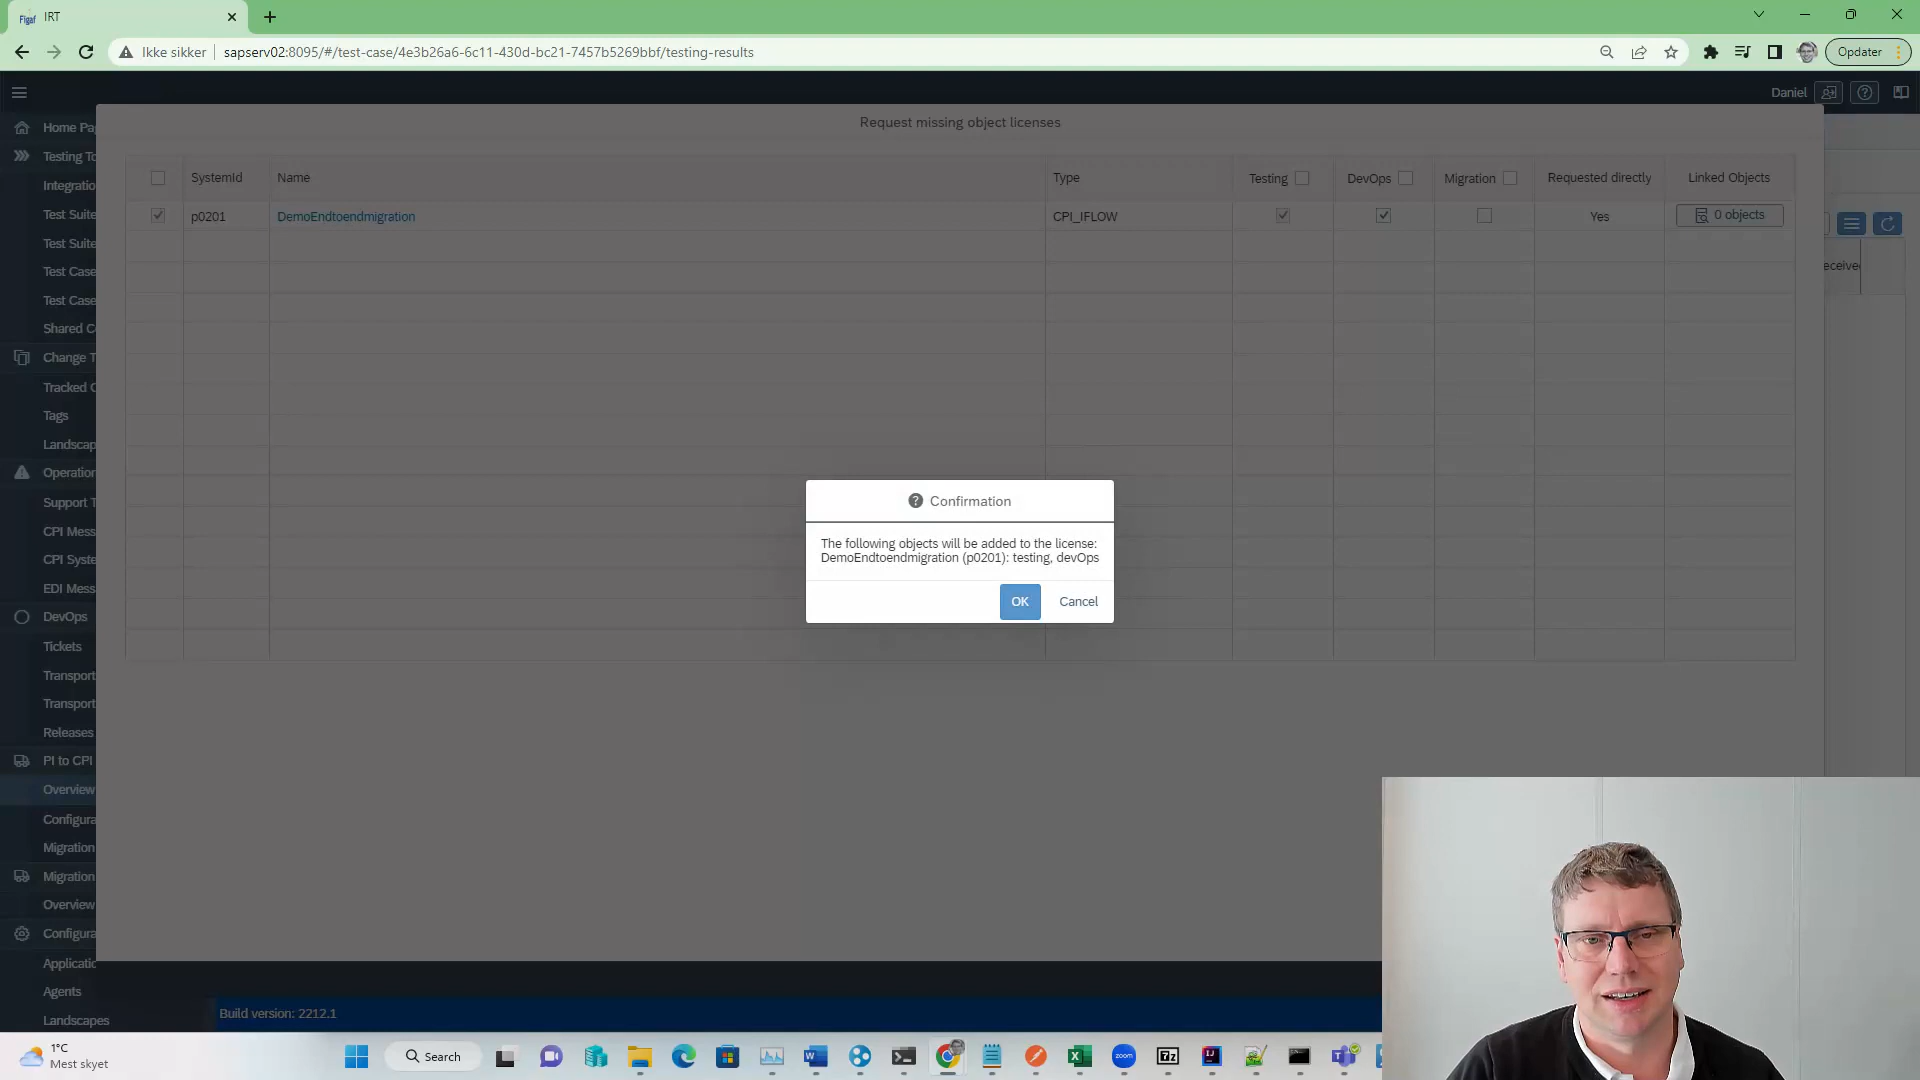 Figaf IRT
Ikke sikker sapserv02:8095/#/test-case/4e3b26a6-6c11-430d-bc21-7457b5269bbf/testing-results
Opdater
Daniel
Request missing object licenses
Home Pa
Testing To
Integratio
Test Suite
Test Suite
Test Case
Test Case
Shared C
Change T
Tracked C
Tags
Landscap
Operation
Support T
CPI Mess
CPI Syste
EDI Mess
DevOps
Tickets
Transport
Transport
Releases
PI to CPI
Overview
Configura
Migration
Migration
Overview
Configura
Applicatio
Agents
Landscapes
SystemId Name Type Testing DevOps Migration Requested directly Linked Objects
p0201 DemoEndtoendmigration CPI_IFLOW Yes 0 objects
eceive
Confirmation
The following objects will be added to the license:
DemoEndtoendmigration (p0201): testing, devOps
OK Cancel
Build version: 2212.1
1°C
Mest skyet
Search
zoom